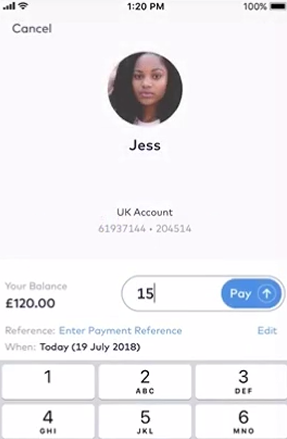 1:20 PM 100%
Cancel
Jess
UK Account
61937144 • 204514
Your Balance
£120.00
15 Pay
Reference: Enter Payment Reference Edit
When: Today (19 July 2018)
1 2 3
ABC DEF
4 5 6
GHI JKL MNO